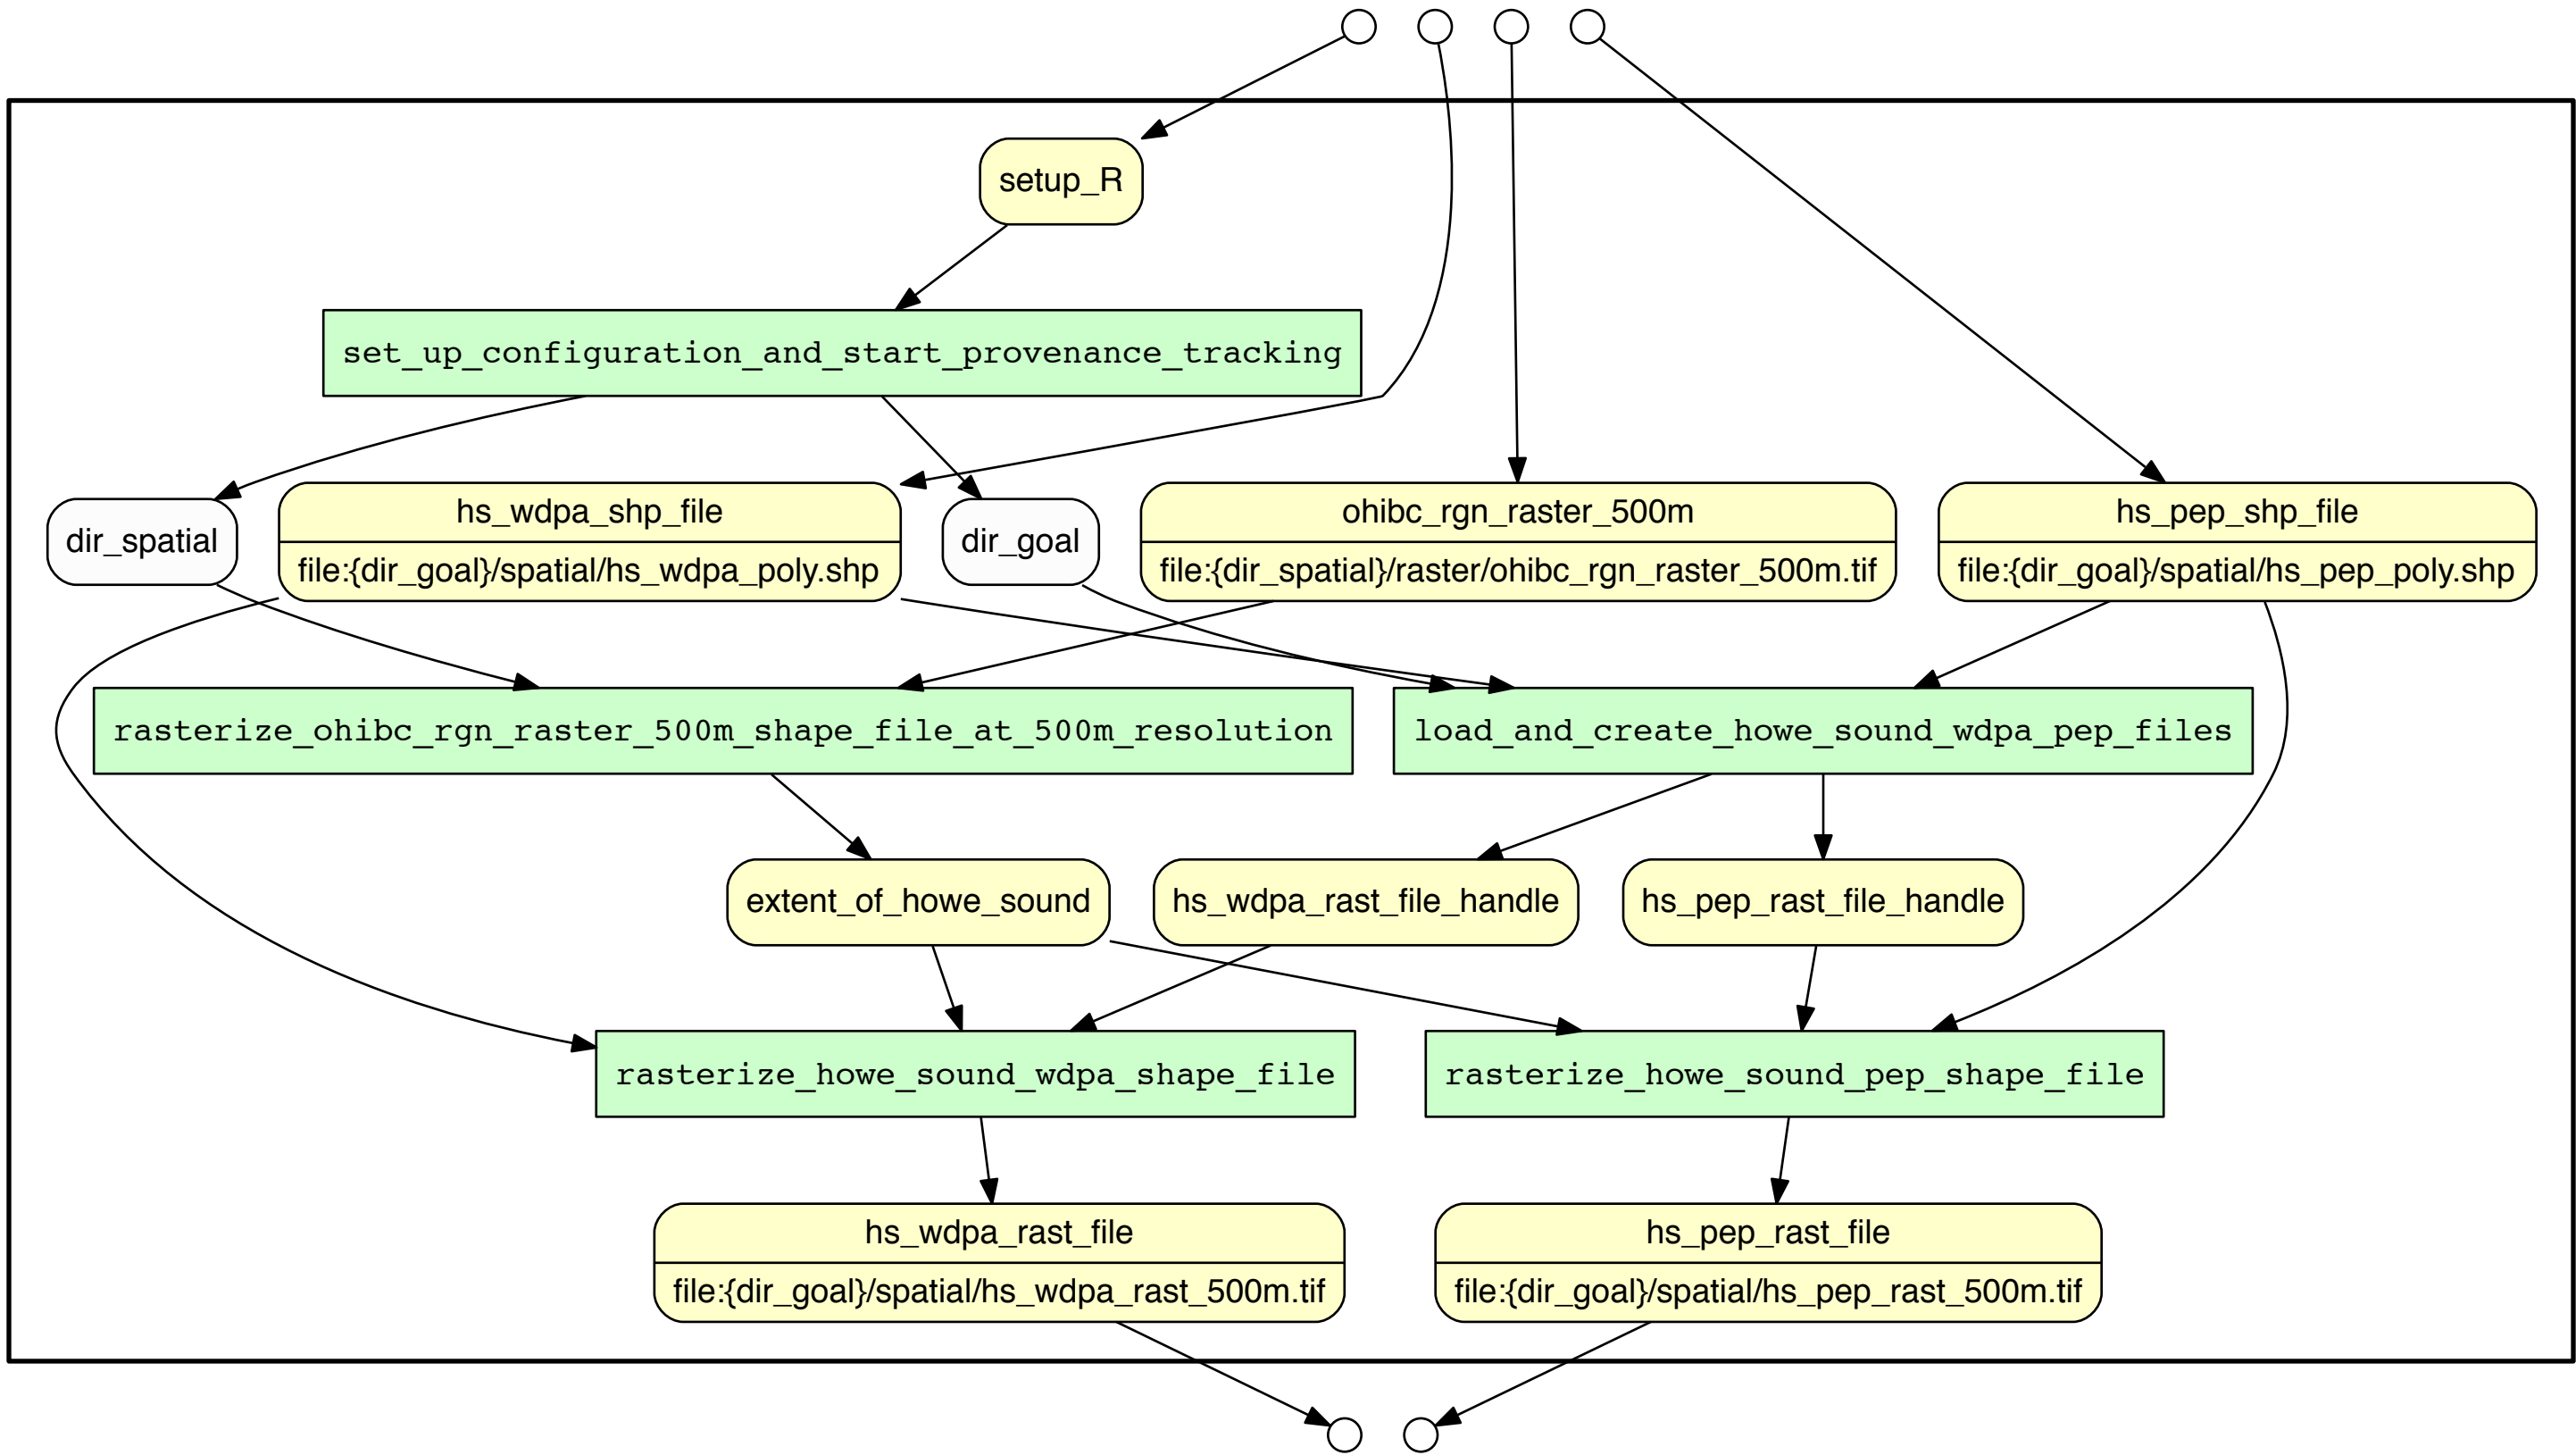 setup_R
set_up_configuration_and_start_provenance_tracking
dir_spatial
hs_wdpa_shp_file
file:{dir_goal}/spatial/hs_wdpa_poly.shp
dir_goal
ohibc_rgn_raster_500m
file:{dir_spatial}/raster/ohibc_rgn_raster_500m.tif
hs_pep_shp_file
file:{dir_goal}/spatial/hs_pep_poly.shp
rasterize_ohibc_rgn_raster_500m_shape_file_at_500m_resolution
load_and_create_howe_sound_wdpa_pep_files
extent_of_howe_sound
hs_wdpa_rast_file_handle
hs_pep_rast_file_handle
rasterize_howe_sound_wdpa_shape_file
rasterize_howe_sound_pep_shape_file
hs_wdpa_rast_file
file:{dir_goal}/spatial/hs_wdpa_rast_500m.tif
hs_pep_rast_file
file:{dir_goal}/spatial/hs_pep_rast_500m.tif